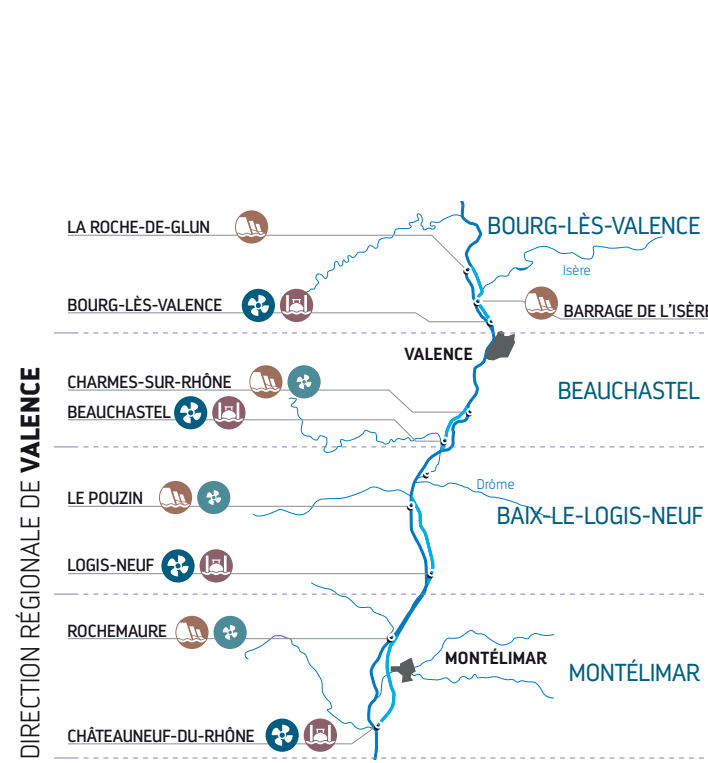 LA ROCHE-DE-GLUN
BOURG-LÈS-VALENCE
Isère
BOURG-LÈS-VALENCE
BARRAGE DE L'ISÈRE
VALENCE
CHARMES-SUR-RHÔNE
BEAUCHASTEL
BEAUCHASTEL
Drôme
LE POUZIN
BAIX-LE-LOGIS-NEUF
LOGIS-NEUF
ROCHEMAURE
MONTÉLIMAR
MONTÉLIMAR
CHÂTEAUNEUF-DU-RHÔNE
DIRECTION RÉGIONALE DE VALENCE